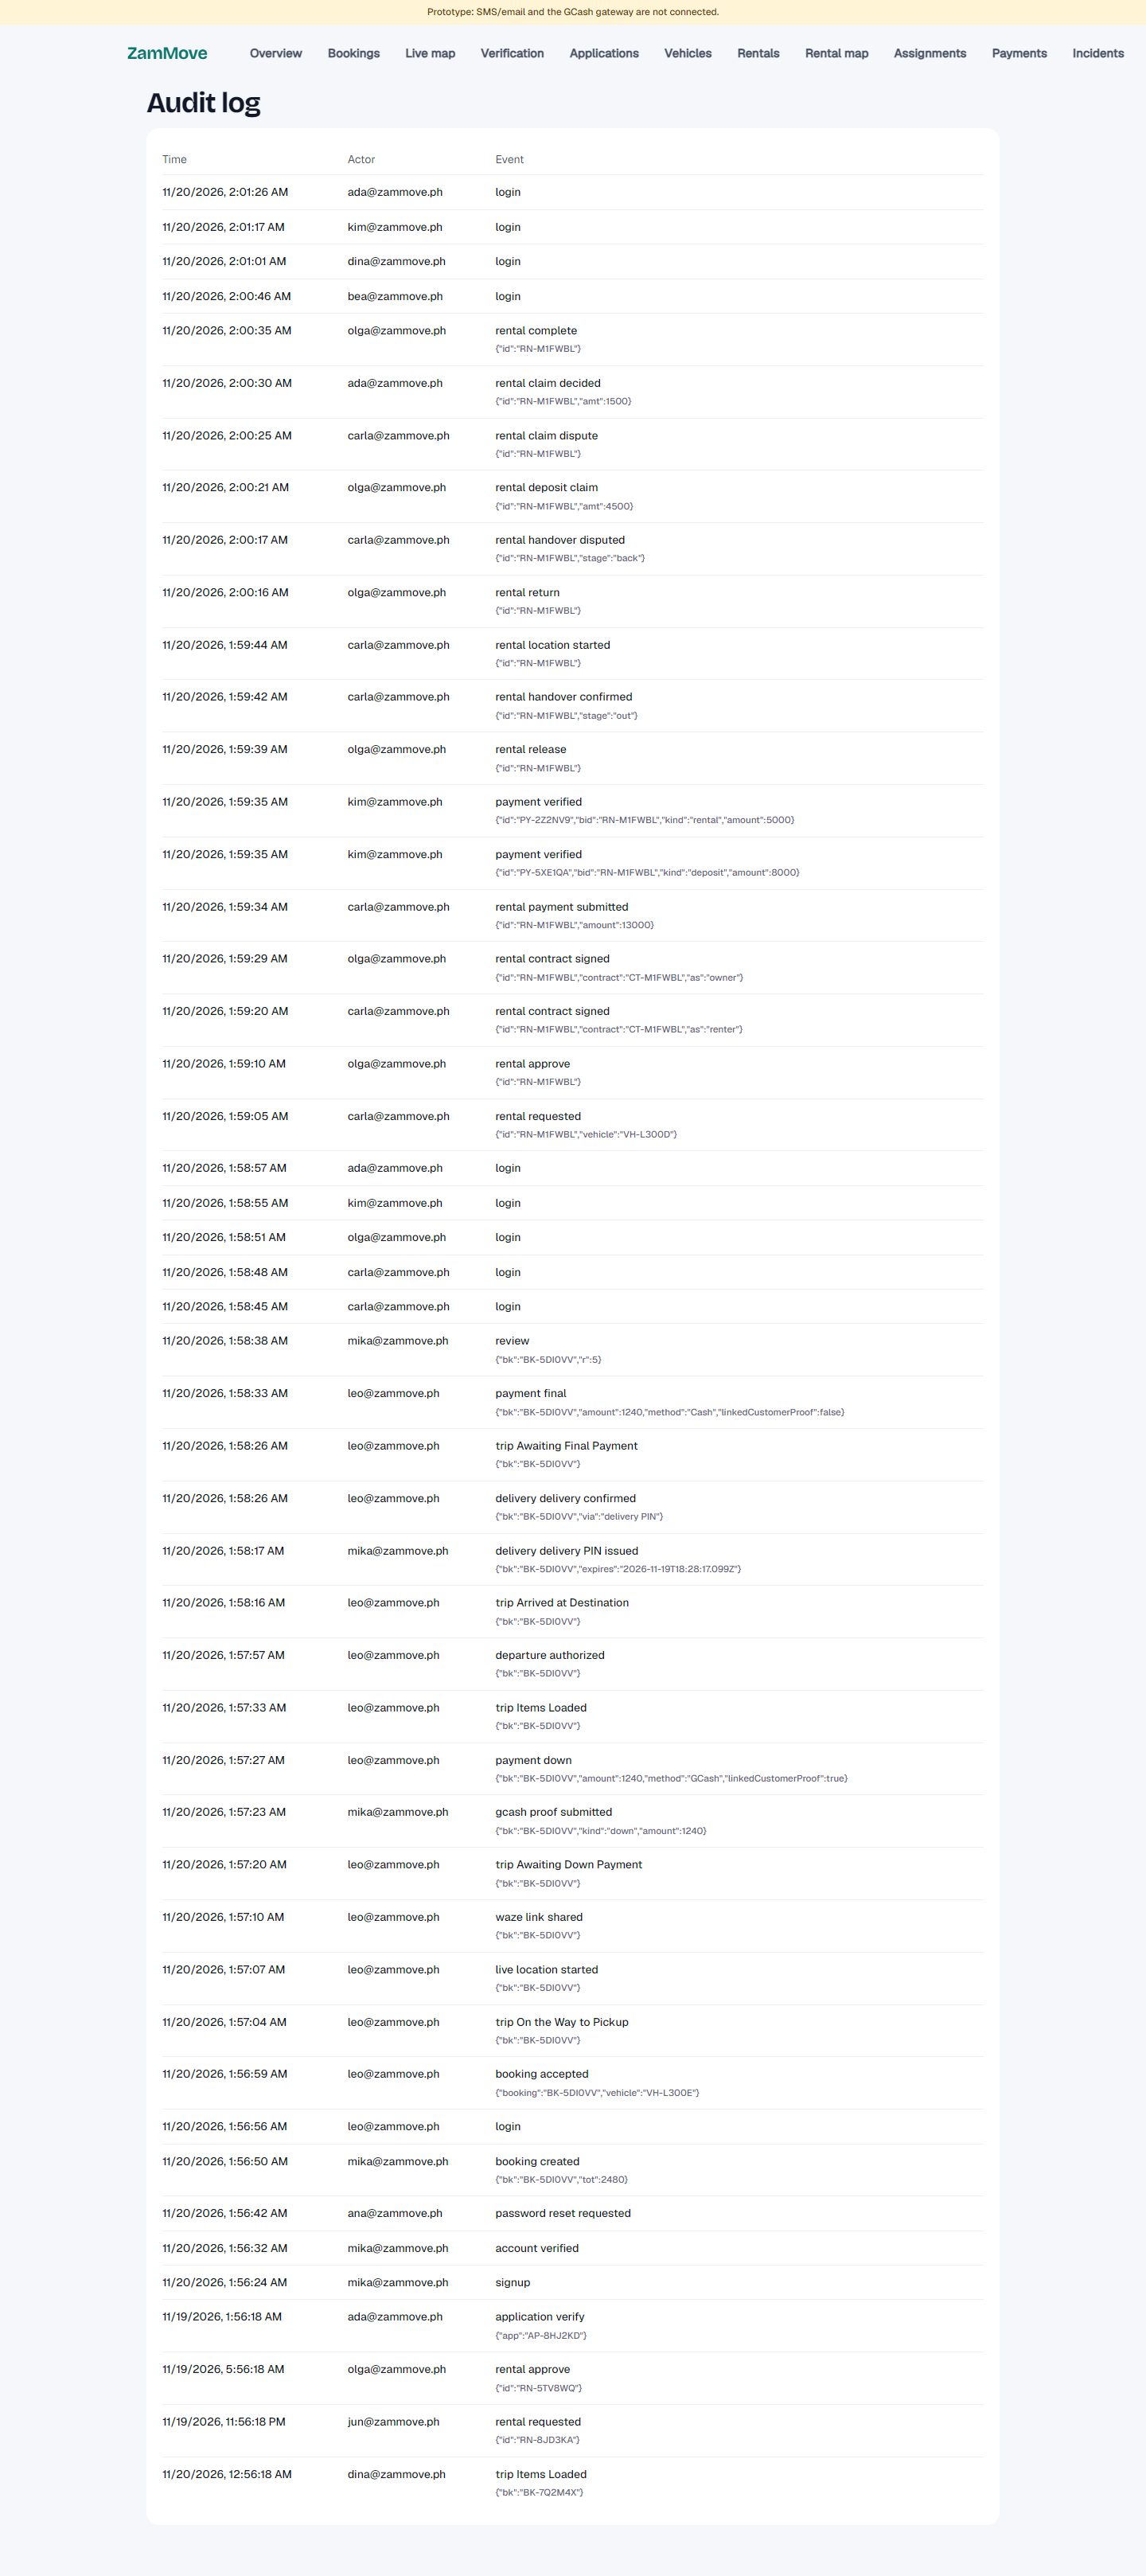 Prototype: SMS/email and the GCash gateway are not connected.
ZamMove Overview Bookings Live map Verification Applications Vehicles Rentals Rental map Assignments Payments Incidents
Audit log
Time Actor Event
11/20/2026, 2:01:26 AM ada@zammove.ph login
11/20/2026, 2:01:17 AM kim@zammove.ph login
11/20/2026, 2:01:01 AM dina@zammove.ph login
11/20/2026, 2:00:46 AM bea@zammove.ph login
11/20/2026, 2:00:35 AM olga@zammove.ph rental complete
{"id":"RN-M1FWBL"}
11/20/2026, 2:00:30 AM ada@zammove.ph rental claim decided
{"id":"RN-M1FWBL","amt":1500}
11/20/2026, 2:00:25 AM carla@zammove.ph rental claim dispute
{"id":"RN-M1FWBL"}
11/20/2026, 2:00:21 AM olga@zammove.ph rental deposit claim
{"id":"RN-M1FWBL","amt":4500}
11/20/2026, 2:00:17 AM carla@zammove.ph rental handover disputed
{"id":"RN-M1FWBL","stage":"back"}
11/20/2026, 2:00:16 AM olga@zammove.ph rental return
{"id":"RN-M1FWBL"}
11/20/2026, 1:59:44 AM carla@zammove.ph rental location started
{"id":"RN-M1FWBL"}
11/20/2026, 1:59:42 AM carla@zammove.ph rental handover confirmed
{"id":"RN-M1FWBL","stage":"out"}
11/20/2026, 1:59:39 AM olga@zammove.ph rental release
{"id":"RN-M1FWBL"}
11/20/2026, 1:59:35 AM kim@zammove.ph payment verified
{"id":"PY-2Z2NV9","bid":"RN-M1FWBL","kind":"rental","amount":5000}
11/20/2026, 1:59:35 AM kim@zammove.ph payment verified
{"id":"PY-5XE1QA","bid":"RN-M1FWBL","kind":"deposit","amount":8000}
11/20/2026, 1:59:34 AM carla@zammove.ph rental payment submitted
{"id":"RN-M1FWBL","amount":13000}
11/20/2026, 1:59:29 AM olga@zammove.ph rental contract signed
{"id":"RN-M1FWBL","contract":"CT-M1FWBL","as":"owner"}
11/20/2026, 1:59:20 AM carla@zammove.ph rental contract signed
{"id":"RN-M1FWBL","contract":"CT-M1FWBL","as":"renter"}
11/20/2026, 1:59:10 AM olga@zammove.ph rental approve
{"id":"RN-M1FWBL"}
11/20/2026, 1:59:05 AM carla@zammove.ph rental requested
{"id":"RN-M1FWBL","vehicle":"VH-L300D"}
11/20/2026, 1:58:57 AM ada@zammove.ph login
11/20/2026, 1:58:55 AM kim@zammove.ph login
11/20/2026, 1:58:51 AM olga@zammove.ph login
11/20/2026, 1:58:48 AM carla@zammove.ph login
11/20/2026, 1:58:45 AM carla@zammove.ph login
11/20/2026, 1:58:38 AM mika@zammove.ph review
{"bk":"BK-5DI0VV","r":5}
11/20/2026, 1:58:33 AM leo@zammove.ph payment final
{"bk":"BK-5DI0VV","amount":1240,"method":"Cash","linkedCustomerProof":false}
11/20/2026, 1:58:26 AM leo@zammove.ph trip Awaiting Final Payment
{"bk":"BK-5DI0VV"}
11/20/2026, 1:58:26 AM leo@zammove.ph delivery delivery confirmed
{"bk":"BK-5DI0VV","via":"delivery PIN"}
11/20/2026, 1:58:17 AM mika@zammove.ph delivery delivery PIN issued
{"bk":"BK-5DI0VV","expires":"2026-11-19T18:28:17.099Z"}
11/20/2026, 1:58:16 AM leo@zammove.ph trip Arrived at Destination
{"bk":"BK-5DI0VV"}
11/20/2026, 1:57:57 AM leo@zammove.ph departure authorized
{"bk":"BK-5DI0VV"}
11/20/2026, 1:57:33 AM leo@zammove.ph trip Items Loaded
{"bk":"BK-5DI0VV"}
11/20/2026, 1:57:27 AM leo@zammove.ph payment down
{"bk":"BK-5DI0VV","amount":1240,"method":"GCash","linkedCustomerProof":true}
11/20/2026, 1:57:23 AM mika@zammove.ph gcash proof submitted
{"bk":"BK-5DI0VV","kind":"down","amount":1240}
11/20/2026, 1:57:20 AM leo@zammove.ph trip Awaiting Down Payment
{"bk":"BK-5DI0VV"}
11/20/2026, 1:57:10 AM leo@zammove.ph waze link shared
{"bk":"BK-5DI0VV"}
11/20/2026, 1:57:07 AM leo@zammove.ph live location started
{"bk":"BK-5DI0VV"}
11/20/2026, 1:57:04 AM leo@zammove.ph trip On the Way to Pickup
{"bk":"BK-5DI0VV"}
11/20/2026, 1:56:59 AM leo@zammove.ph booking accepted
{"booking":"BK-5DI0VV","vehicle":"VH-L300E"}
11/20/2026, 1:56:56 AM leo@zammove.ph login
11/20/2026, 1:56:50 AM mika@zammove.ph booking created
{"bk":"BK-5DI0VV","tot":2480}
11/20/2026, 1:56:42 AM ana@zammove.ph password reset requested
11/20/2026, 1:56:32 AM mika@zammove.ph account verified
11/20/2026, 1:56:24 AM mika@zammove.ph signup
11/19/2026, 1:56:18 AM ada@zammove.ph application verify
{"app":"AP-8HJ2KD"}
11/19/2026, 5:56:18 AM olga@zammove.ph rental approve
{"id":"RN-5TV8WQ"}
11/19/2026, 11:56:18 PM jun@zammove.ph rental requested
{"id":"RN-8JD3KA"}
11/20/2026, 12:56:18 AM dina@zammove.ph trip Items Loaded
{"bk":"BK-7Q2M4X"}